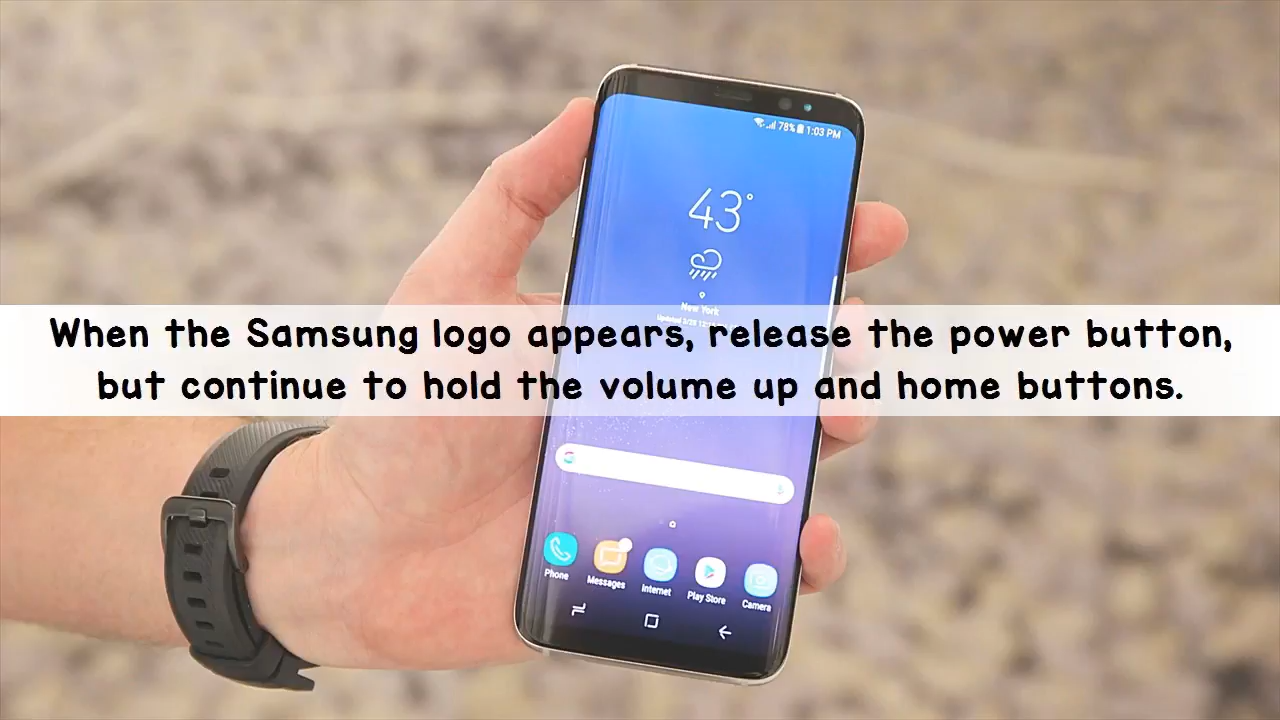 78% 1:03 PM
43°
New York
When the Samsung logo appears, release the power button,
but continue to hold the volume up and home buttons.
Phone
Messages
Internet
Play Store
Camera